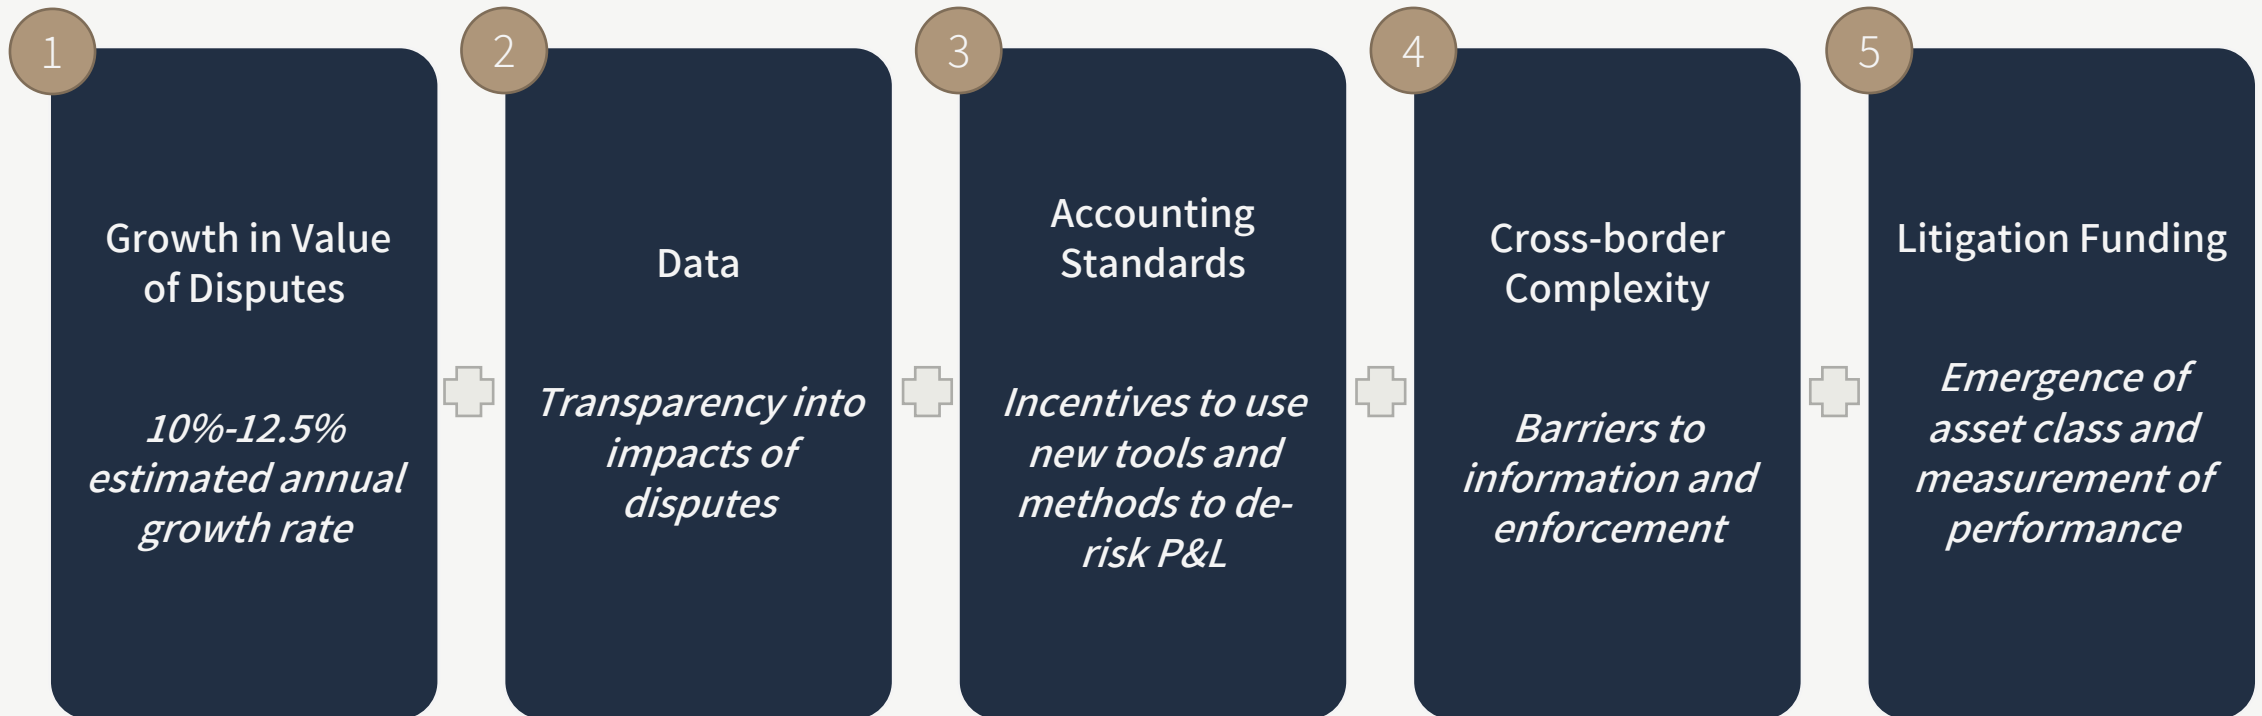 1
Growth in Value
of Disputes
10%-12.5%
estimated annual
growth rate
2
Data
Transparency into
impacts of
disputes
3
Accounting
Standards
Incentives to use
new tools and
methods to de-
risk P&L
4
Cross-border
Complexity
Barriers to
information and
enforcement
5
Litigation Funding
Emergence of
asset class and
measurement of
performance